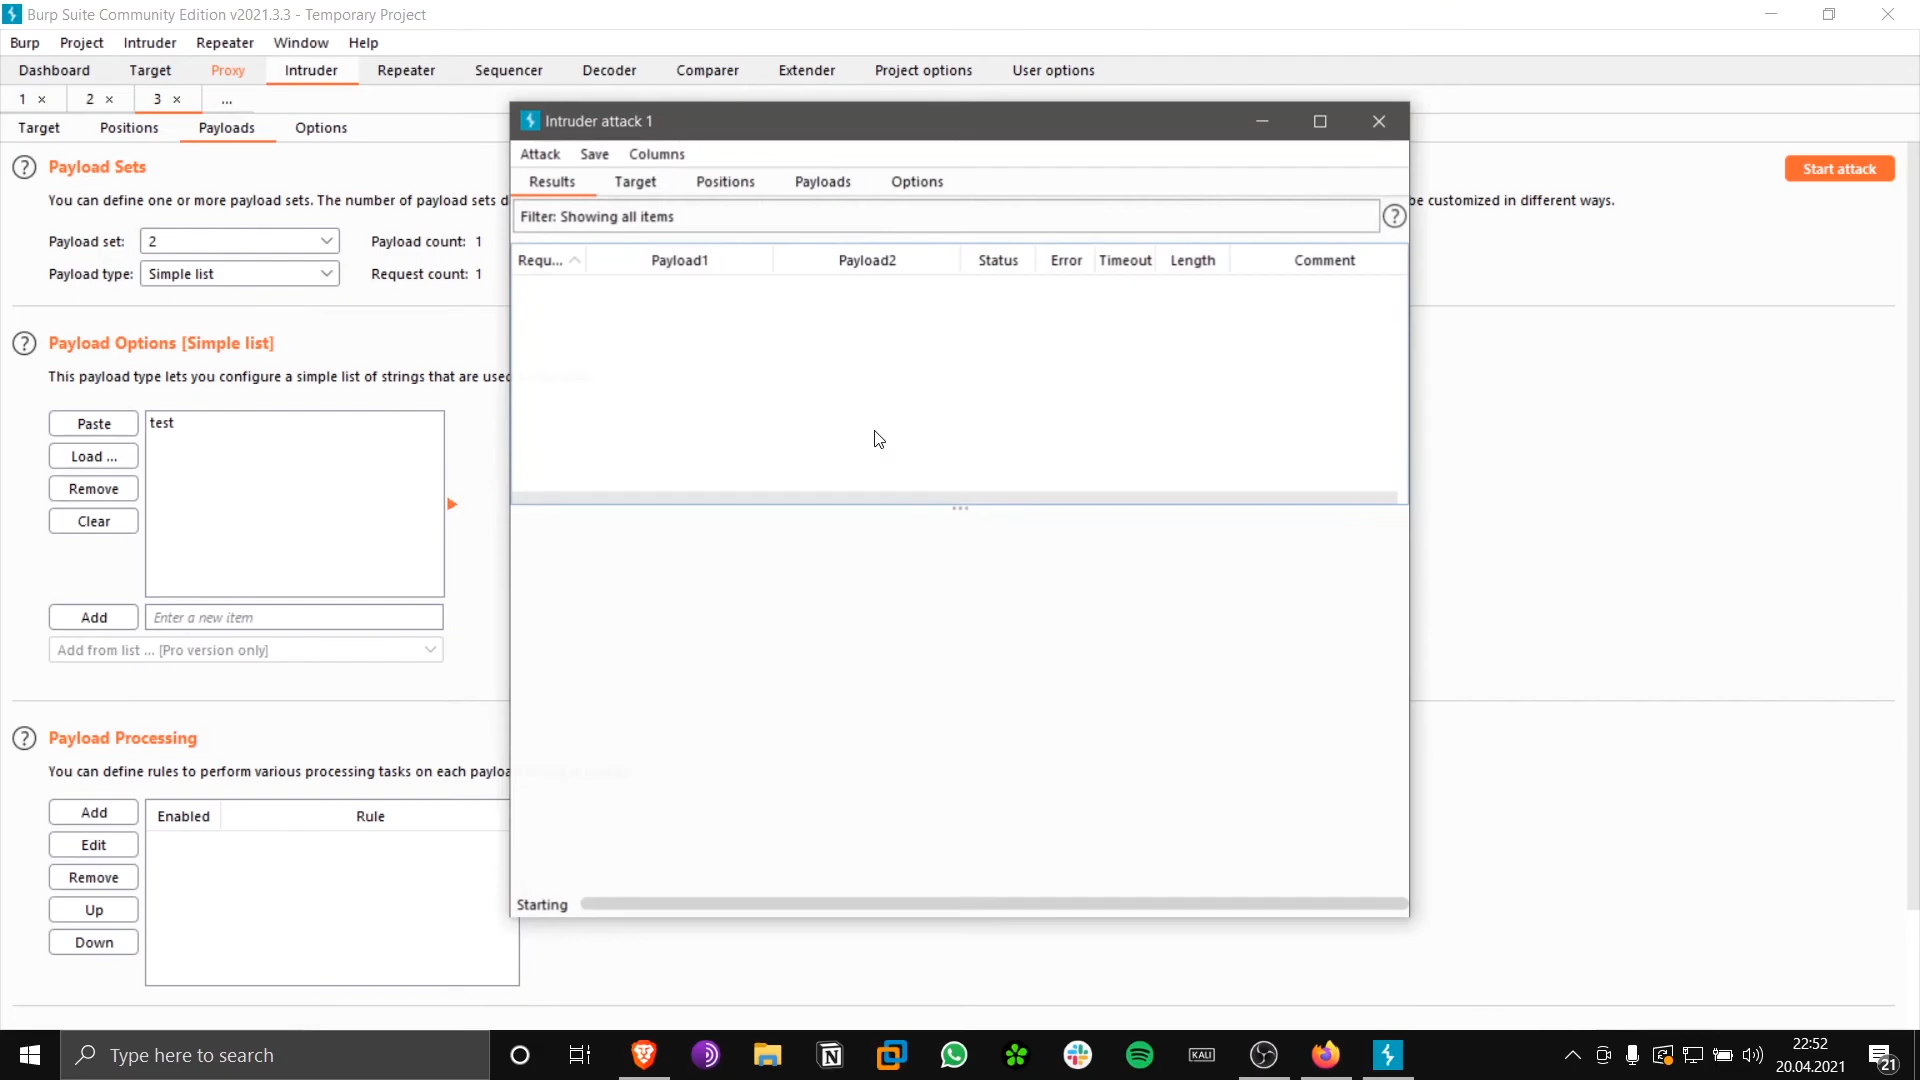 Burp Suite Community Edition v2021.3.3 - Temporary Project
Burp Project Intruder Repeater Window Help
Dashboard Target Proxy Intruder Repeater Sequencer Decoder Comparer Extender Project options User options
1 × 2 × 3 × ...
Target Positions Payloads Options
? Payload Sets
Start attack
You can define one or more payload sets. The number of payload sets d
be customized in different ways.
Payload set: 2 Payload count: 1
Payload type: Simple list Request count: 1
? Payload Options [Simple list]
This payload type lets you configure a simple list of strings that are used
Paste
test
Load ...
Remove
Clear
Add Enter a new item
Add from list ... [Pro version only]
? Payload Processing
You can define rules to perform various processing tasks on each payloa
Add
Enabled Rule
Edit
Remove
Up
Down
Intruder attack 1
Attack Save Columns
Results Target Positions Payloads Options
Filter: Showing all items
?
Requ... Payload1 Payload2 Status Error Timeout Length Comment
Starting
Type here to search
KALI
22:52
20.04.2021
21